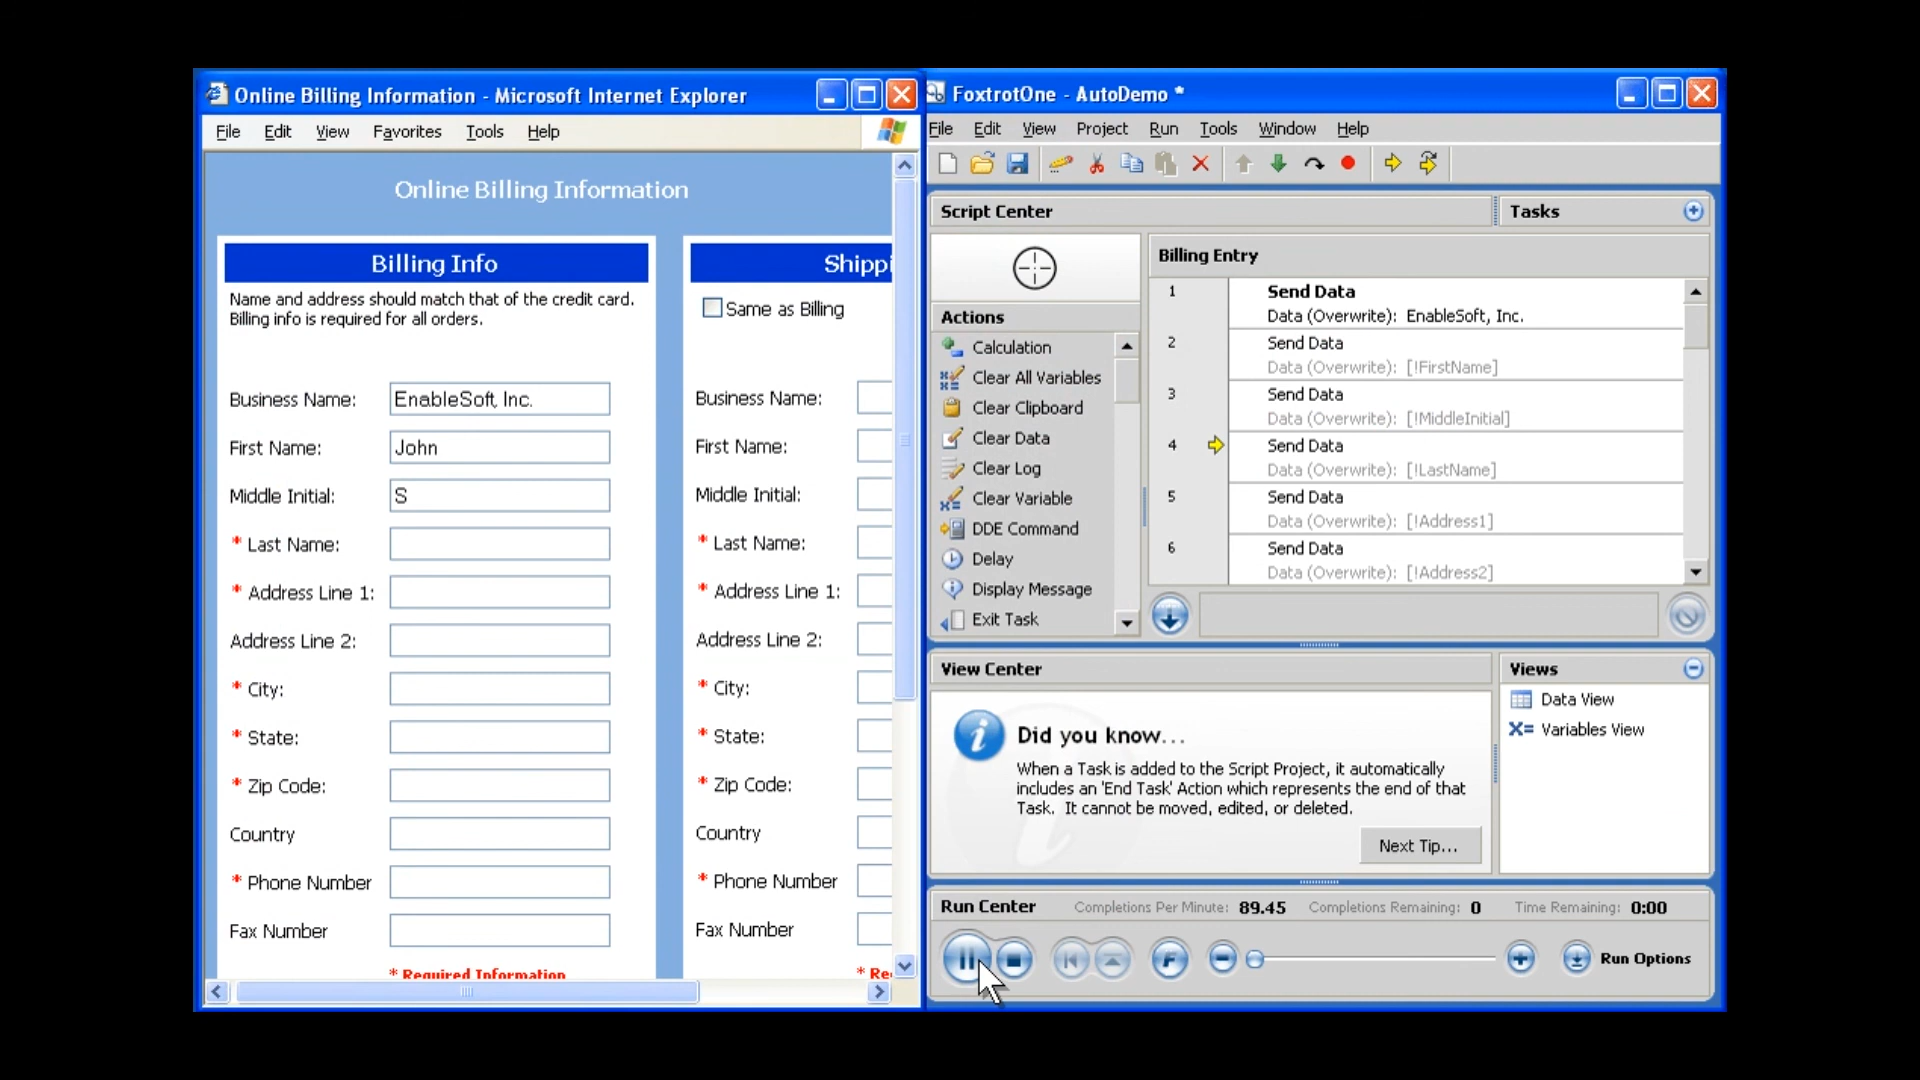 Online Billing Information - Microsoft Internet Explorer
File Edit View Favorites Tools Help
Online Billing Information
Billing Info
Name and address should match that of the credit card.
Billing info is required for all orders.
Business Name: EnableSoft, Inc.
First Name: John
Middle Initial: S
* Last Name:
* Address Line 1:
Address Line 2:
* City:
* State:
* Zip Code:
Country
* Phone Number
Fax Number
* Required Information
Shippi
Same as Billing
Business Name:
First Name:
Middle Initial:
* Last Name:
* Address Line 1:
Address Line 2:
* City:
* State:
* Zip Code:
Country
* Phone Number
Fax Number
* Re
FoxtrotOne - AutoDemo *
File Edit View Project Run Tools Window Help
Script Center
Tasks
Actions
Calculation
Clear All Variables
Clear Clipboard
Clear Data
Clear Log
Clear Variable
DDE Command
Delay
Display Message
Exit Task
Billing Entry
1 Send Data
Data (Overwrite): EnableSoft, Inc.
2 Send Data
Data (Overwrite): [!FirstName]
3 Send Data
Data (Overwrite): [!MiddleInitial]
4 Send Data
Data (Overwrite): [!LastName]
5 Send Data
Data (Overwrite): [!Address1]
6 Send Data
Data (Overwrite): [!Address2]
View Center
Did you know...
When a Task is added to the Script Project, it automatically
includes an 'End Task' Action which represents the end of that
Task. It cannot be moved, edited, or deleted.
Next Tip...
Views
Data View
X= Variables View
Run Center Completions Per Minute: 89.45 Completions Remaining: 0 Time Remaining: 0:00
F
Run Options